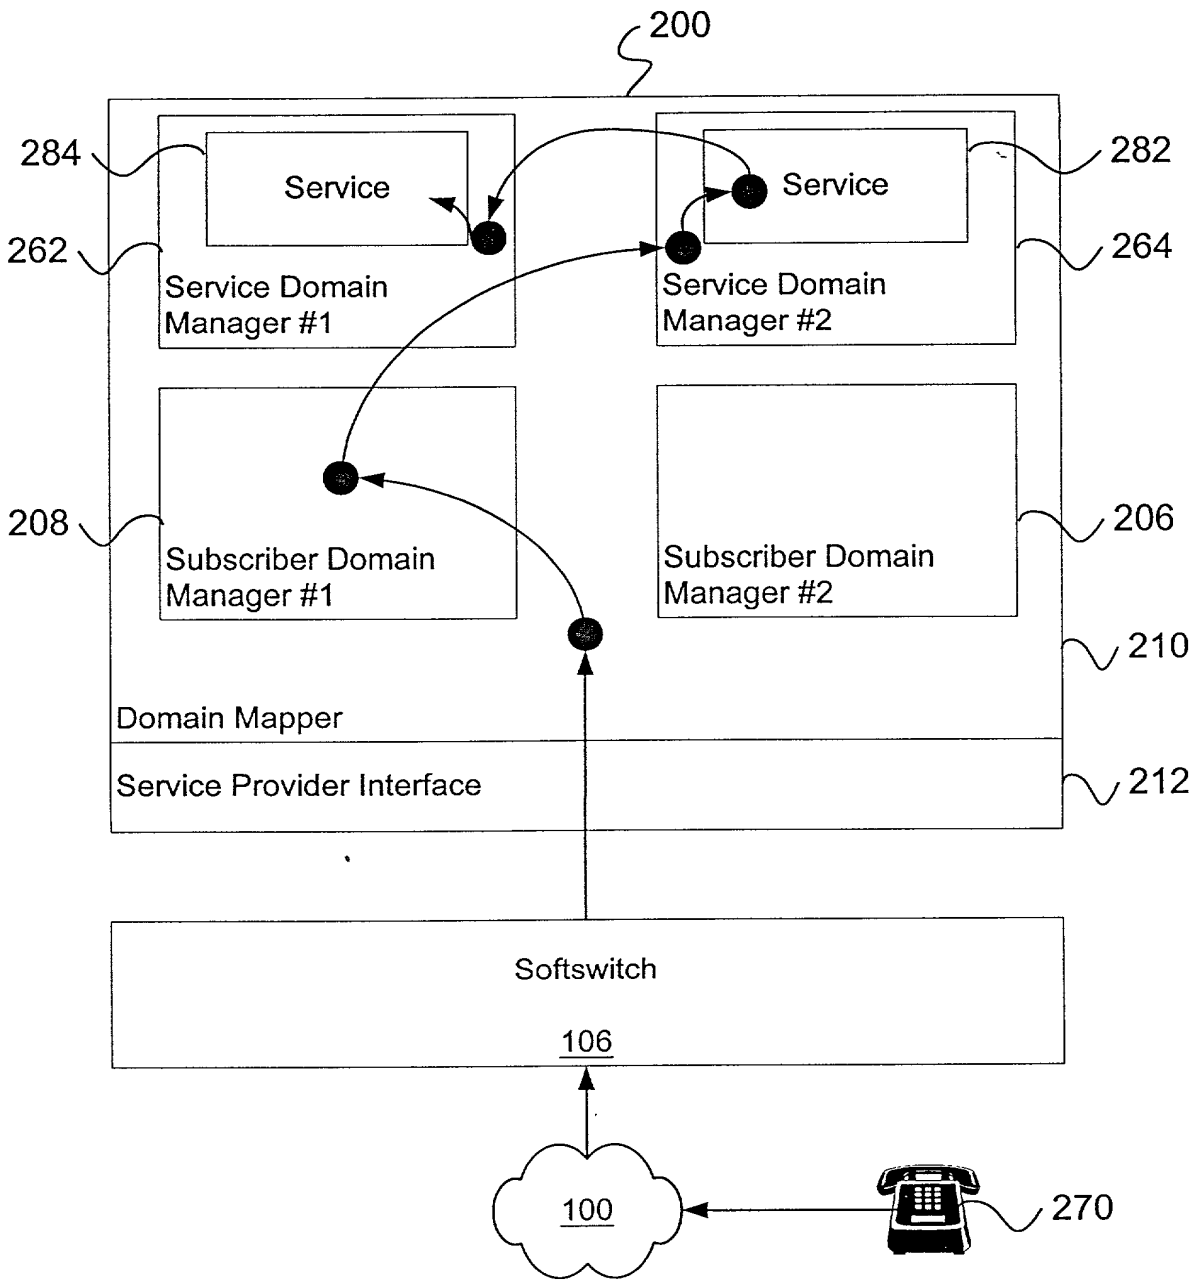 200
284
Service
Service
282
262
264
Service Domain
Manager #1
Service Domain
Manager #2
208
206
Subscriber Domain
Manager #1
Subscriber Domain
Manager #2
210
Domain Mapper
Service Provider Interface
212
Softswitch
106
100
270